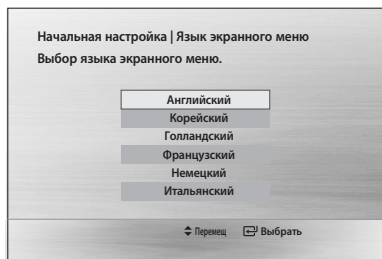 Начальная настройка | Язык экранного меню
Выбор языка экранного меню.
Английский
Корейский
Голландский
Французский
Немецкий
Итальянский
Перемещ Выбрать